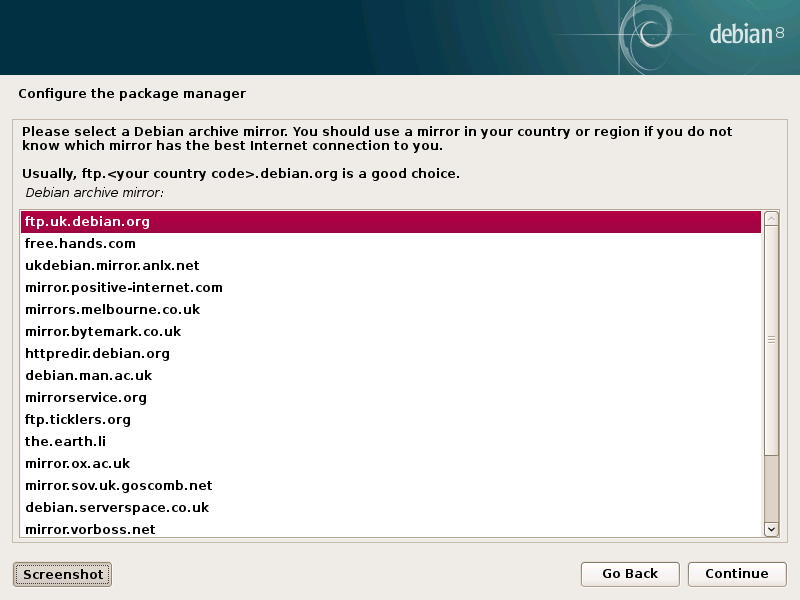 debian 8
Configure the package manager
Please select a Debian archive mirror. You should use a mirror in your country or region if you do not
know which mirror has the best Internet connection to you.
Usually, ftp.<your country code>.debian.org is a good choice.
Debian archive mirror:
ftp.uk.debian.org
free.hands.com
ukdebian.mirror.anlx.net
mirror.positive-internet.com
mirrors.melbourne.co.uk
mirror.bytemark.co.uk
httpredir.debian.org
debian.man.ac.uk
mirrorservice.org
ftp.ticklers.org
the.earth.li
mirror.ox.ac.uk
mirror.sov.uk.goscomb.net
debian.serverspace.co.uk
mirror.vorboss.net
Screenshot
Go Back
Continue